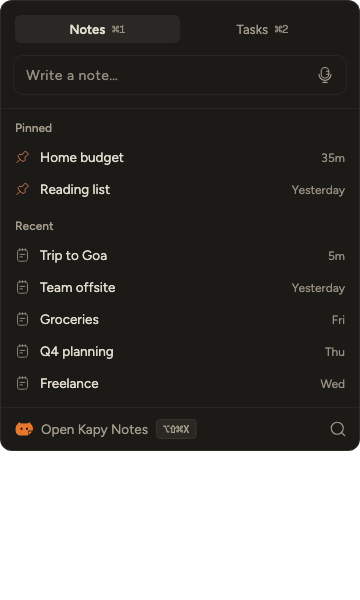 Notes ⌘1 Tasks ⌘2
Write a note...
Pinned
Home budget 35m
Reading list Yesterday
Recent
Trip to Goa 5m
Team offsite Yesterday
Groceries Fri
Q4 planning Thu
Freelance Wed
Open Kapy Notes ⌥⇧⌘X